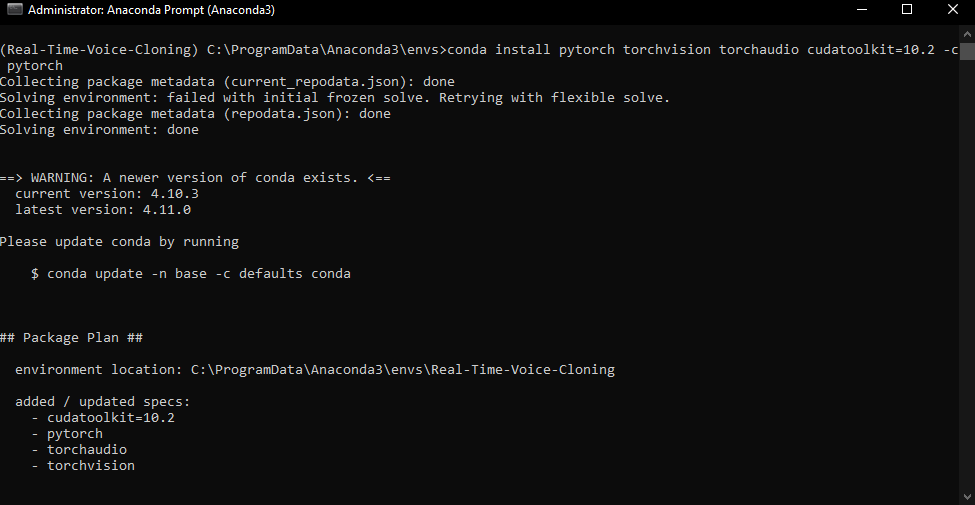 Administrator: Anaconda Prompt (Anaconda3)
(Real-Time-Voice-Cloning) C:\ProgramData\Anaconda3\envs>conda install pytorch torchvision torchaudio cudatoolkit=10.2 -c
pytorch
Collecting package metadata (current_repodata.json): done
Solving environment: failed with initial frozen solve. Retrying with flexible solve.
Collecting package metadata (repodata.json): done
Solving environment: done
==> WARNING: A newer version of conda exists. <==
current version: 4.10.3
latest version: 4.11.0
Please update conda by running
$ conda update -n base -c defaults conda
## Package Plan ##
environment location: C:\ProgramData\Anaconda3\envs\Real-Time-Voice-Cloning
added / updated specs:
- cudatoolkit=10.2
- pytorch
- torchaudio
- torchvision